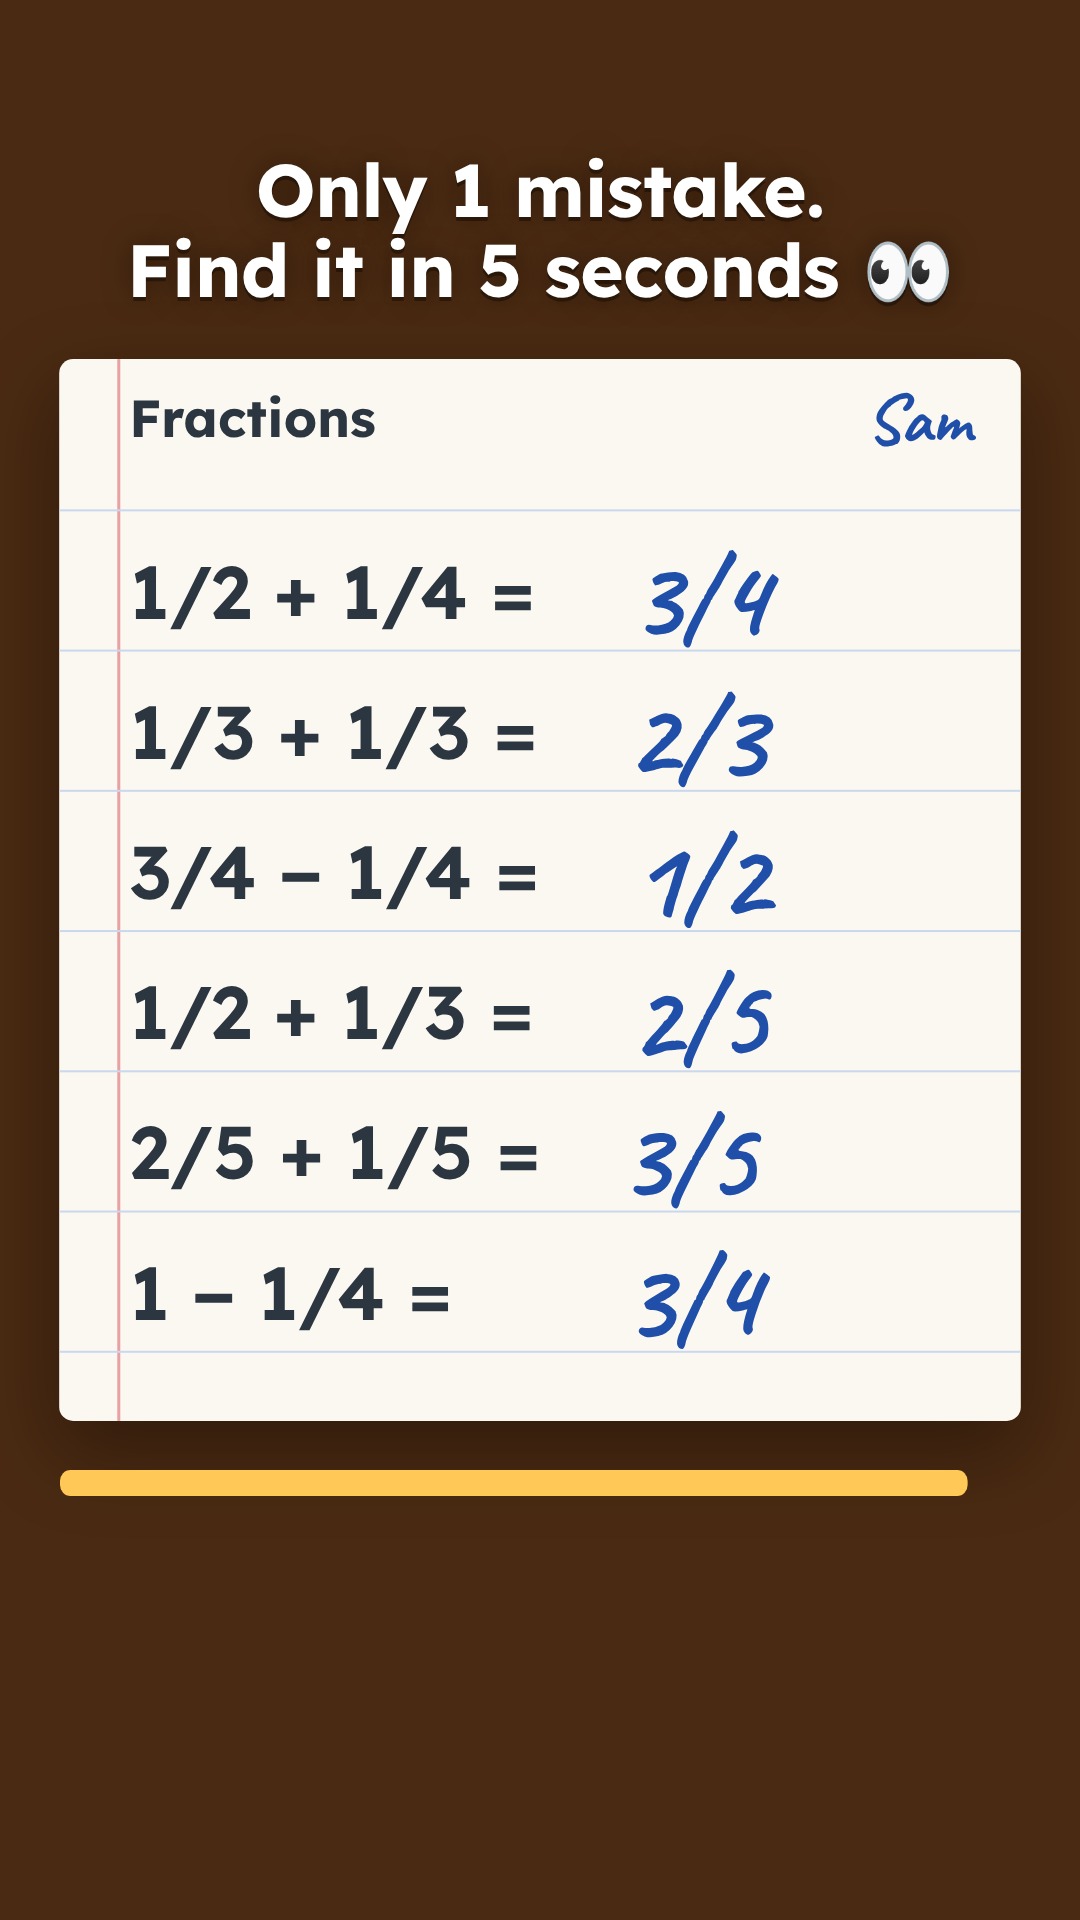 Only 1 mistake.
Find it in 5 seconds 👀
Fractions Sam
1/2 + 1/4 = 3/4
1/3 + 1/3 = 2/3
3/4 – 1/4 = 1/2
1/2 + 1/3 = 2/5
2/5 + 1/5 = 3/5
1 – 1/4 = 3/4